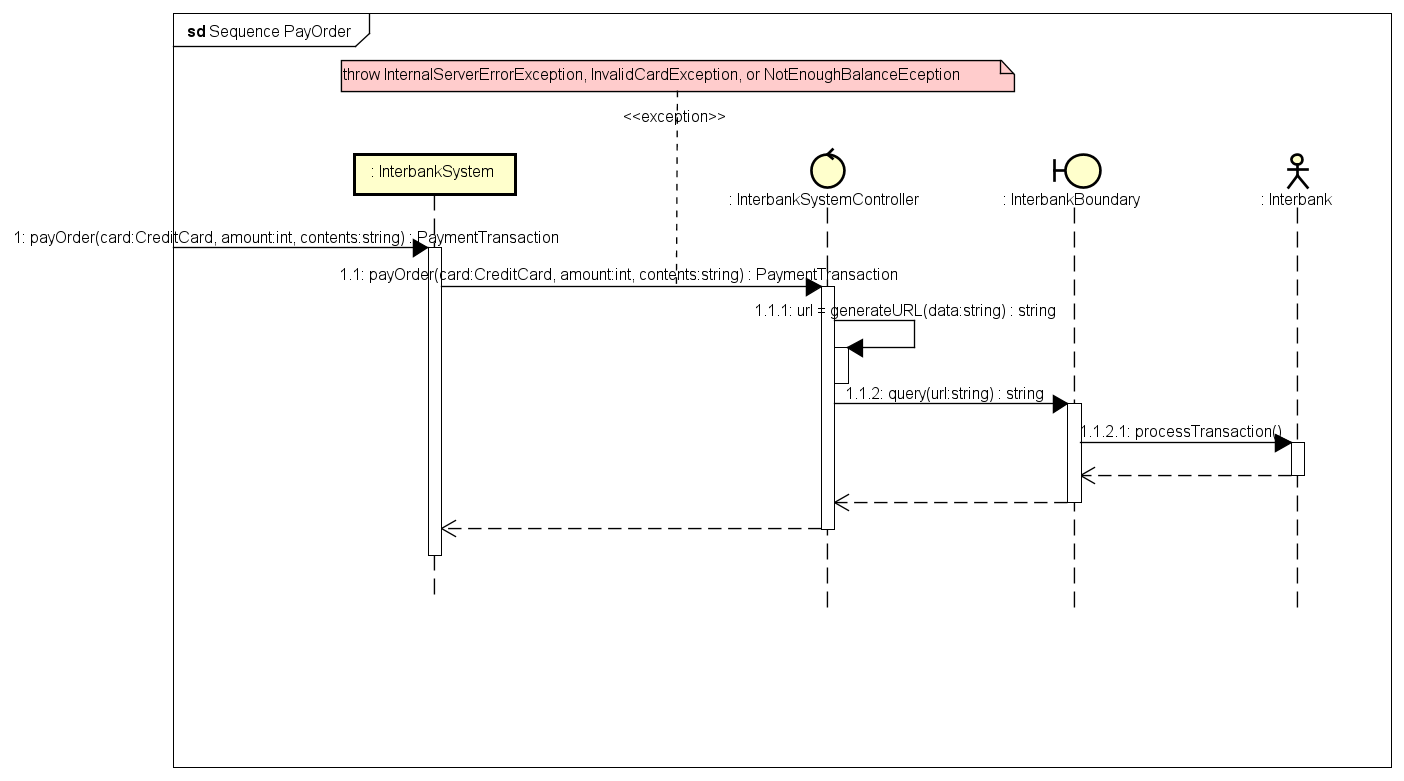 sd Sequence PayOrder
throw InternalServerErrorException, InvalidCardException, or NotEnoughBalanceEception
<<exception>>
: InterbankSystem
: InterbankSystemController
: InterbankBoundary
: Interbank
1: payOrder(card:CreditCard, amount:int, contents:string) : PaymentTransaction
1.1: payOrder(card:CreditCard, amount:int, contents:string) : PaymentTransaction
1.1.1: url = generateURL(data:string) : string
1.1.2: query(url:string) : string
1.1.2.1: processTransaction()